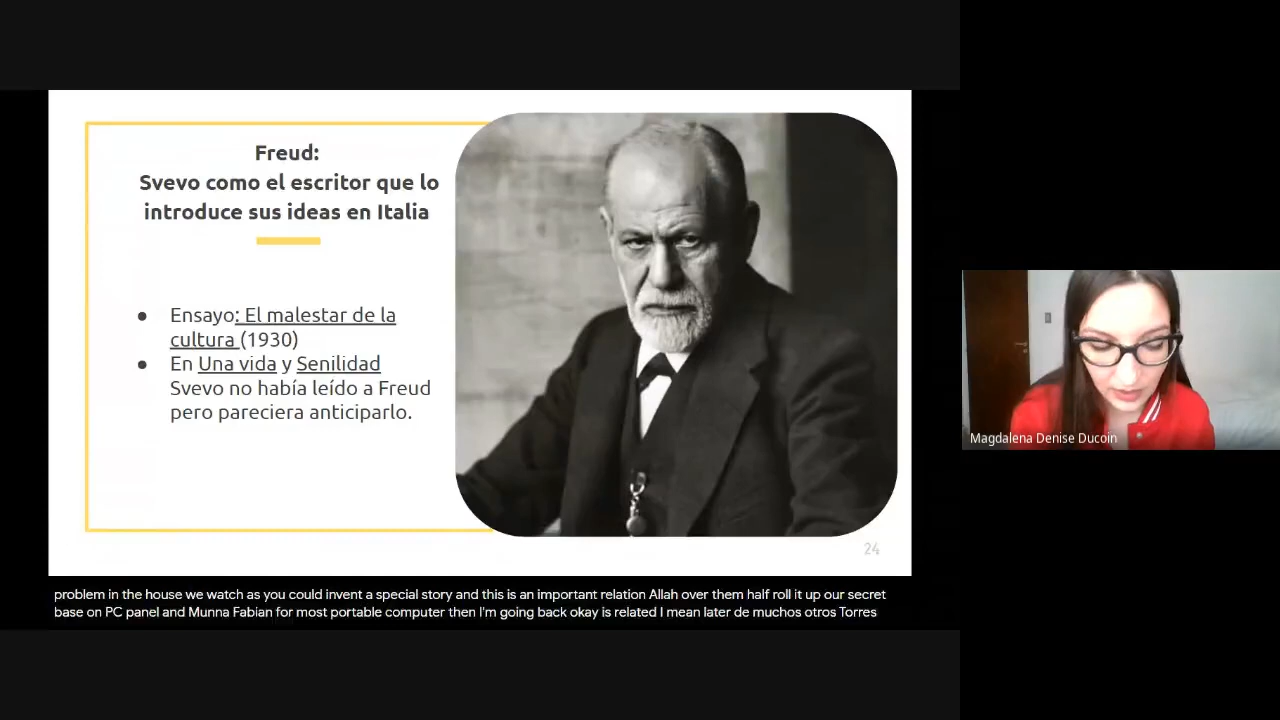 Freud:
Svevo como el escritor que lo
introduce sus ideas en Italia
● Ensayo: El malestar de la
cultura (1930)
● En Una vida y Senilidad
Svevo no había leído a Freud
pero pareciera anticiparlo.
24
Magdalena Denise Ducoin
problem in the house we watch as you could invent a special story and this is an important relation Allah over them half roll it up our secret
base on PC panel and Munna Fabian for most portable computer then I'm going back okay is related I mean later de muchos otros Torres